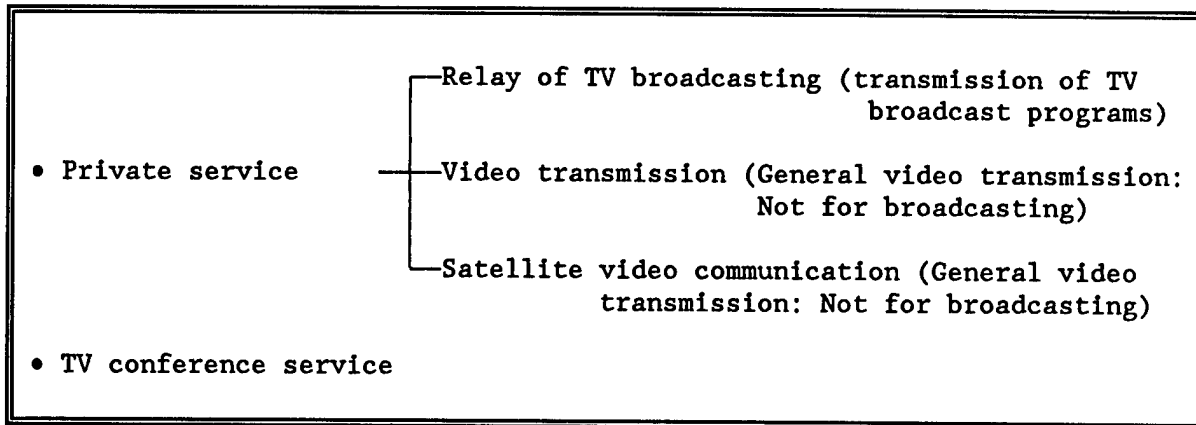 Relay of TV broadcasting (transmission of TV
broadcast programs)
• Private service
Video transmission (General video transmission:
Not for broadcasting)
Satellite video communication (General video
transmission: Not for broadcasting)
• TV conference service